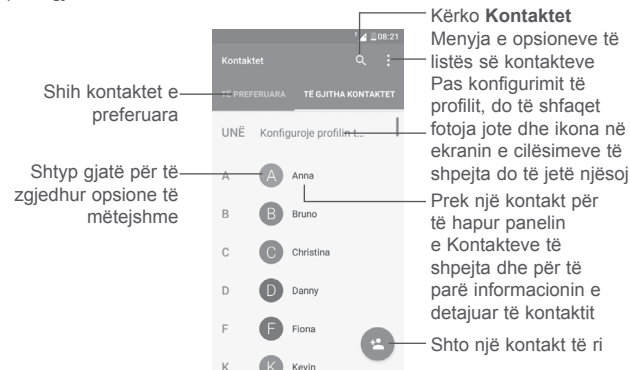 Kërko Kontaktet
Menyja e opsioneve të
listës së kontakteve
Pas konfigurimit të
profilit, do të shfaqet
fotoja jote dhe ikona në
ekranin e cilësimeve të
shpejta do të jetë njësoj
Prek një kontakt për
të hapur panelin
e Kontakteve të
shpejta dhe për të
parë informacionin e
detajuar të kontaktit
Shto një kontakt të ri
Shih kontaktet e
preferuara
Shtyp gjatë për të
zgjedhur opsione të
mëtejshme
08:21
Kontaktet
TË PREFERUARA TË GJITHA KONTAKTET
UNË Konfiguroje profilin t...
A A Anna
B B Bruno
C C Christina
D D Danny
F F Fiona
K K Kevin